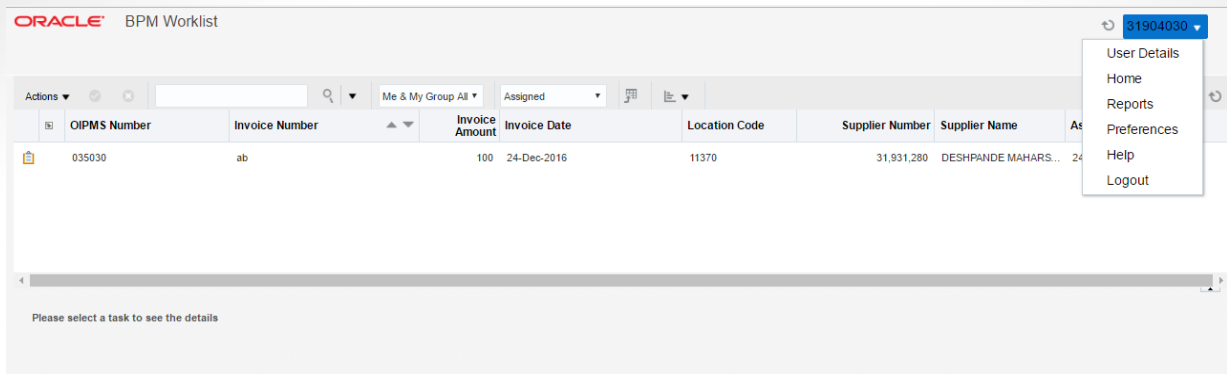 ORACLE BPM Worklist
31904030
User Details
Home
Reports
Preferences
Help
Logout
Actions
Me & My Group All
Assigned
OIPMS Number Invoice Number Invoice Amount Invoice Date Location Code Supplier Number Supplier Name As
035030 ab 100 24-Dec-2016 11370 31,931,280 DESHPANDE MAHARS... 24
Please select a task to see the details